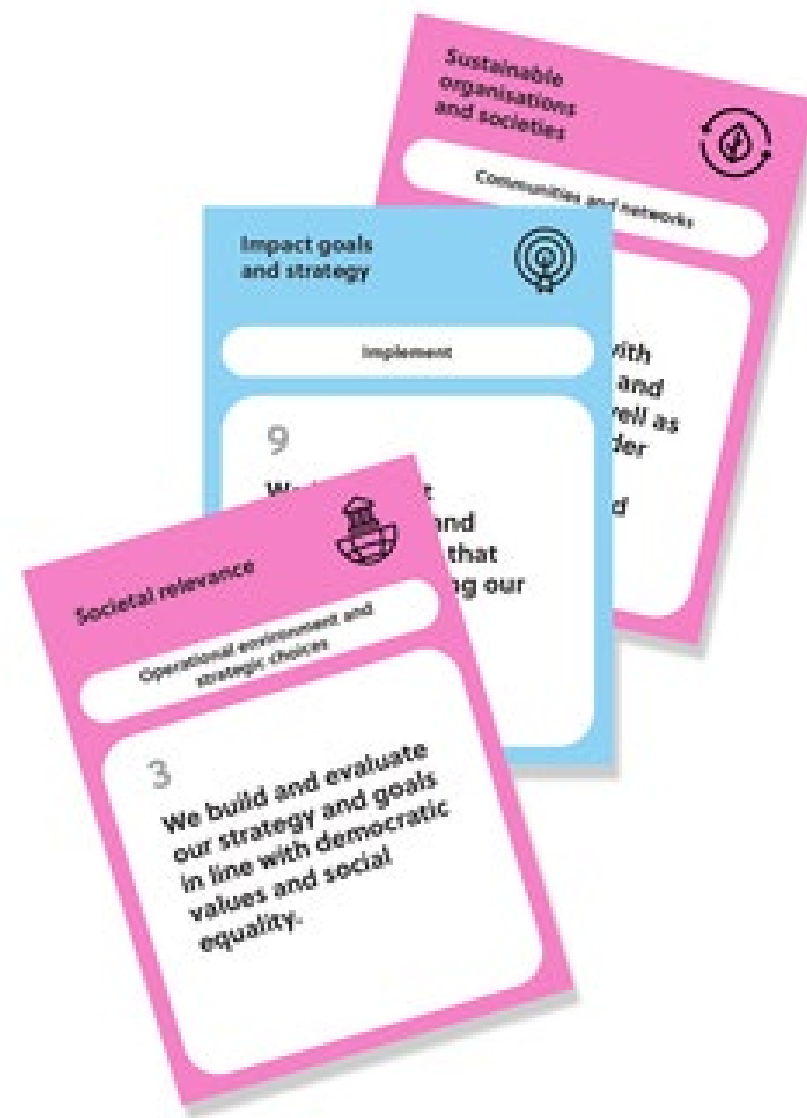 Sustainable
organisations
and societies
Communities and networks
with
and
well as
Impact goals
and strategy
Implement
9
and
that
our
Societal relevance
Operational environment and
strategic choices
3
We build and evaluate
our strategy and goals
in line with democratic
values and social
equality.